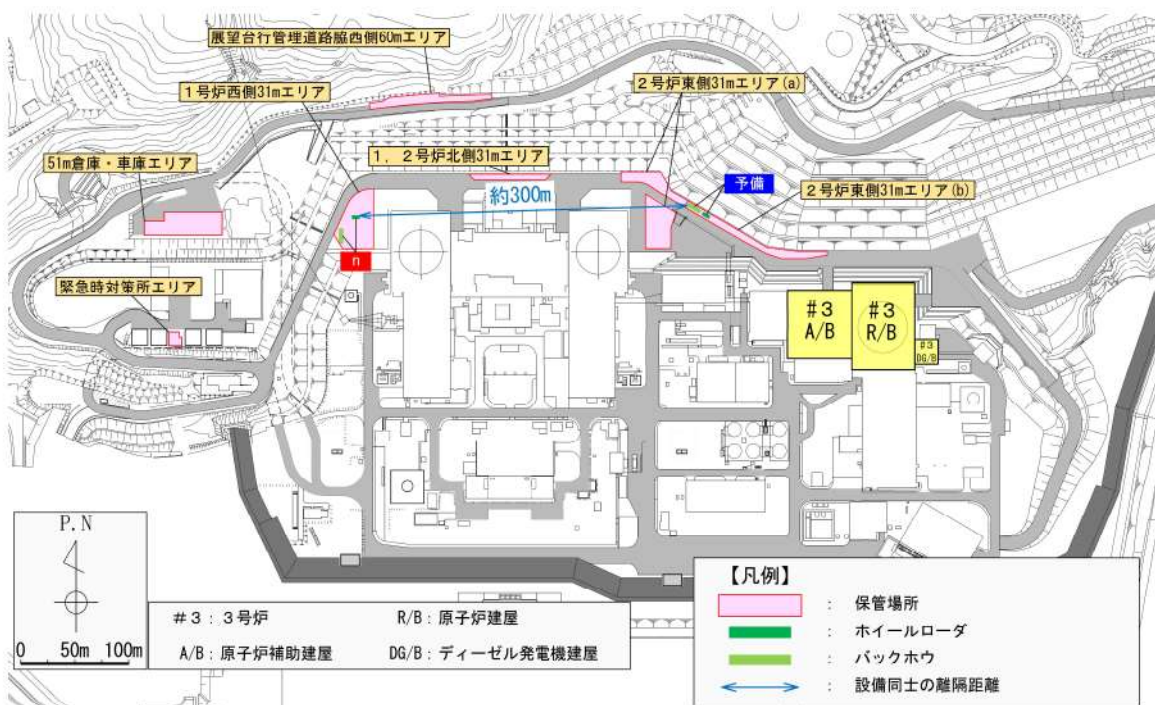 展望台行管理道路脇西側60mエリア
1号炉西側31mエリア
2号炉東側31mエリア(a)
51m倉庫・車庫エリア
1，2号炉北側31mエリア
予備
2号炉東側31mエリア(b)
約300m
n
緊急時対策所エリア
#3
A/B
#3
R/B
#3
DG/B
P.N
0 50m 100m
#3：3号炉
R/B：原子炉建屋
A/B：原子炉補助建屋
DG/B：ディーゼル発電機建屋
【凡例】
： 保管場所
： ホイールローダ
： バックホウ
： 設備同士の離隔距離